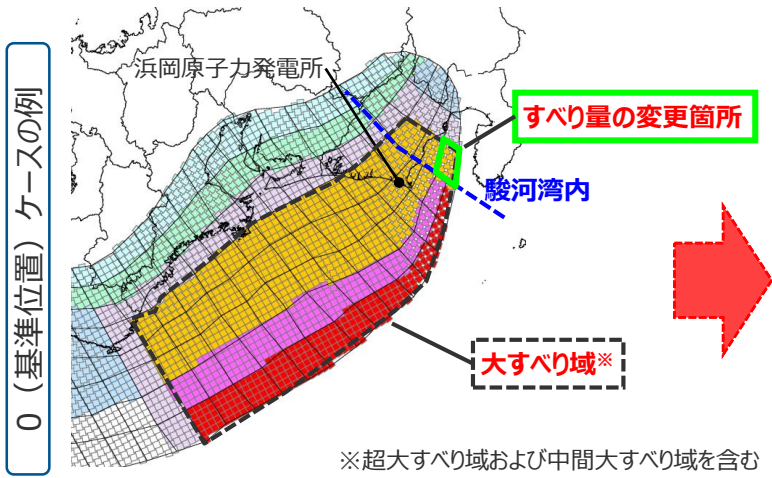 0（基準位置）ケースの例
浜岡原子力発電所
すべり量の変更箇所
駿河湾内
大すべり域※
※超大すべり域および中間大すべり域を含む